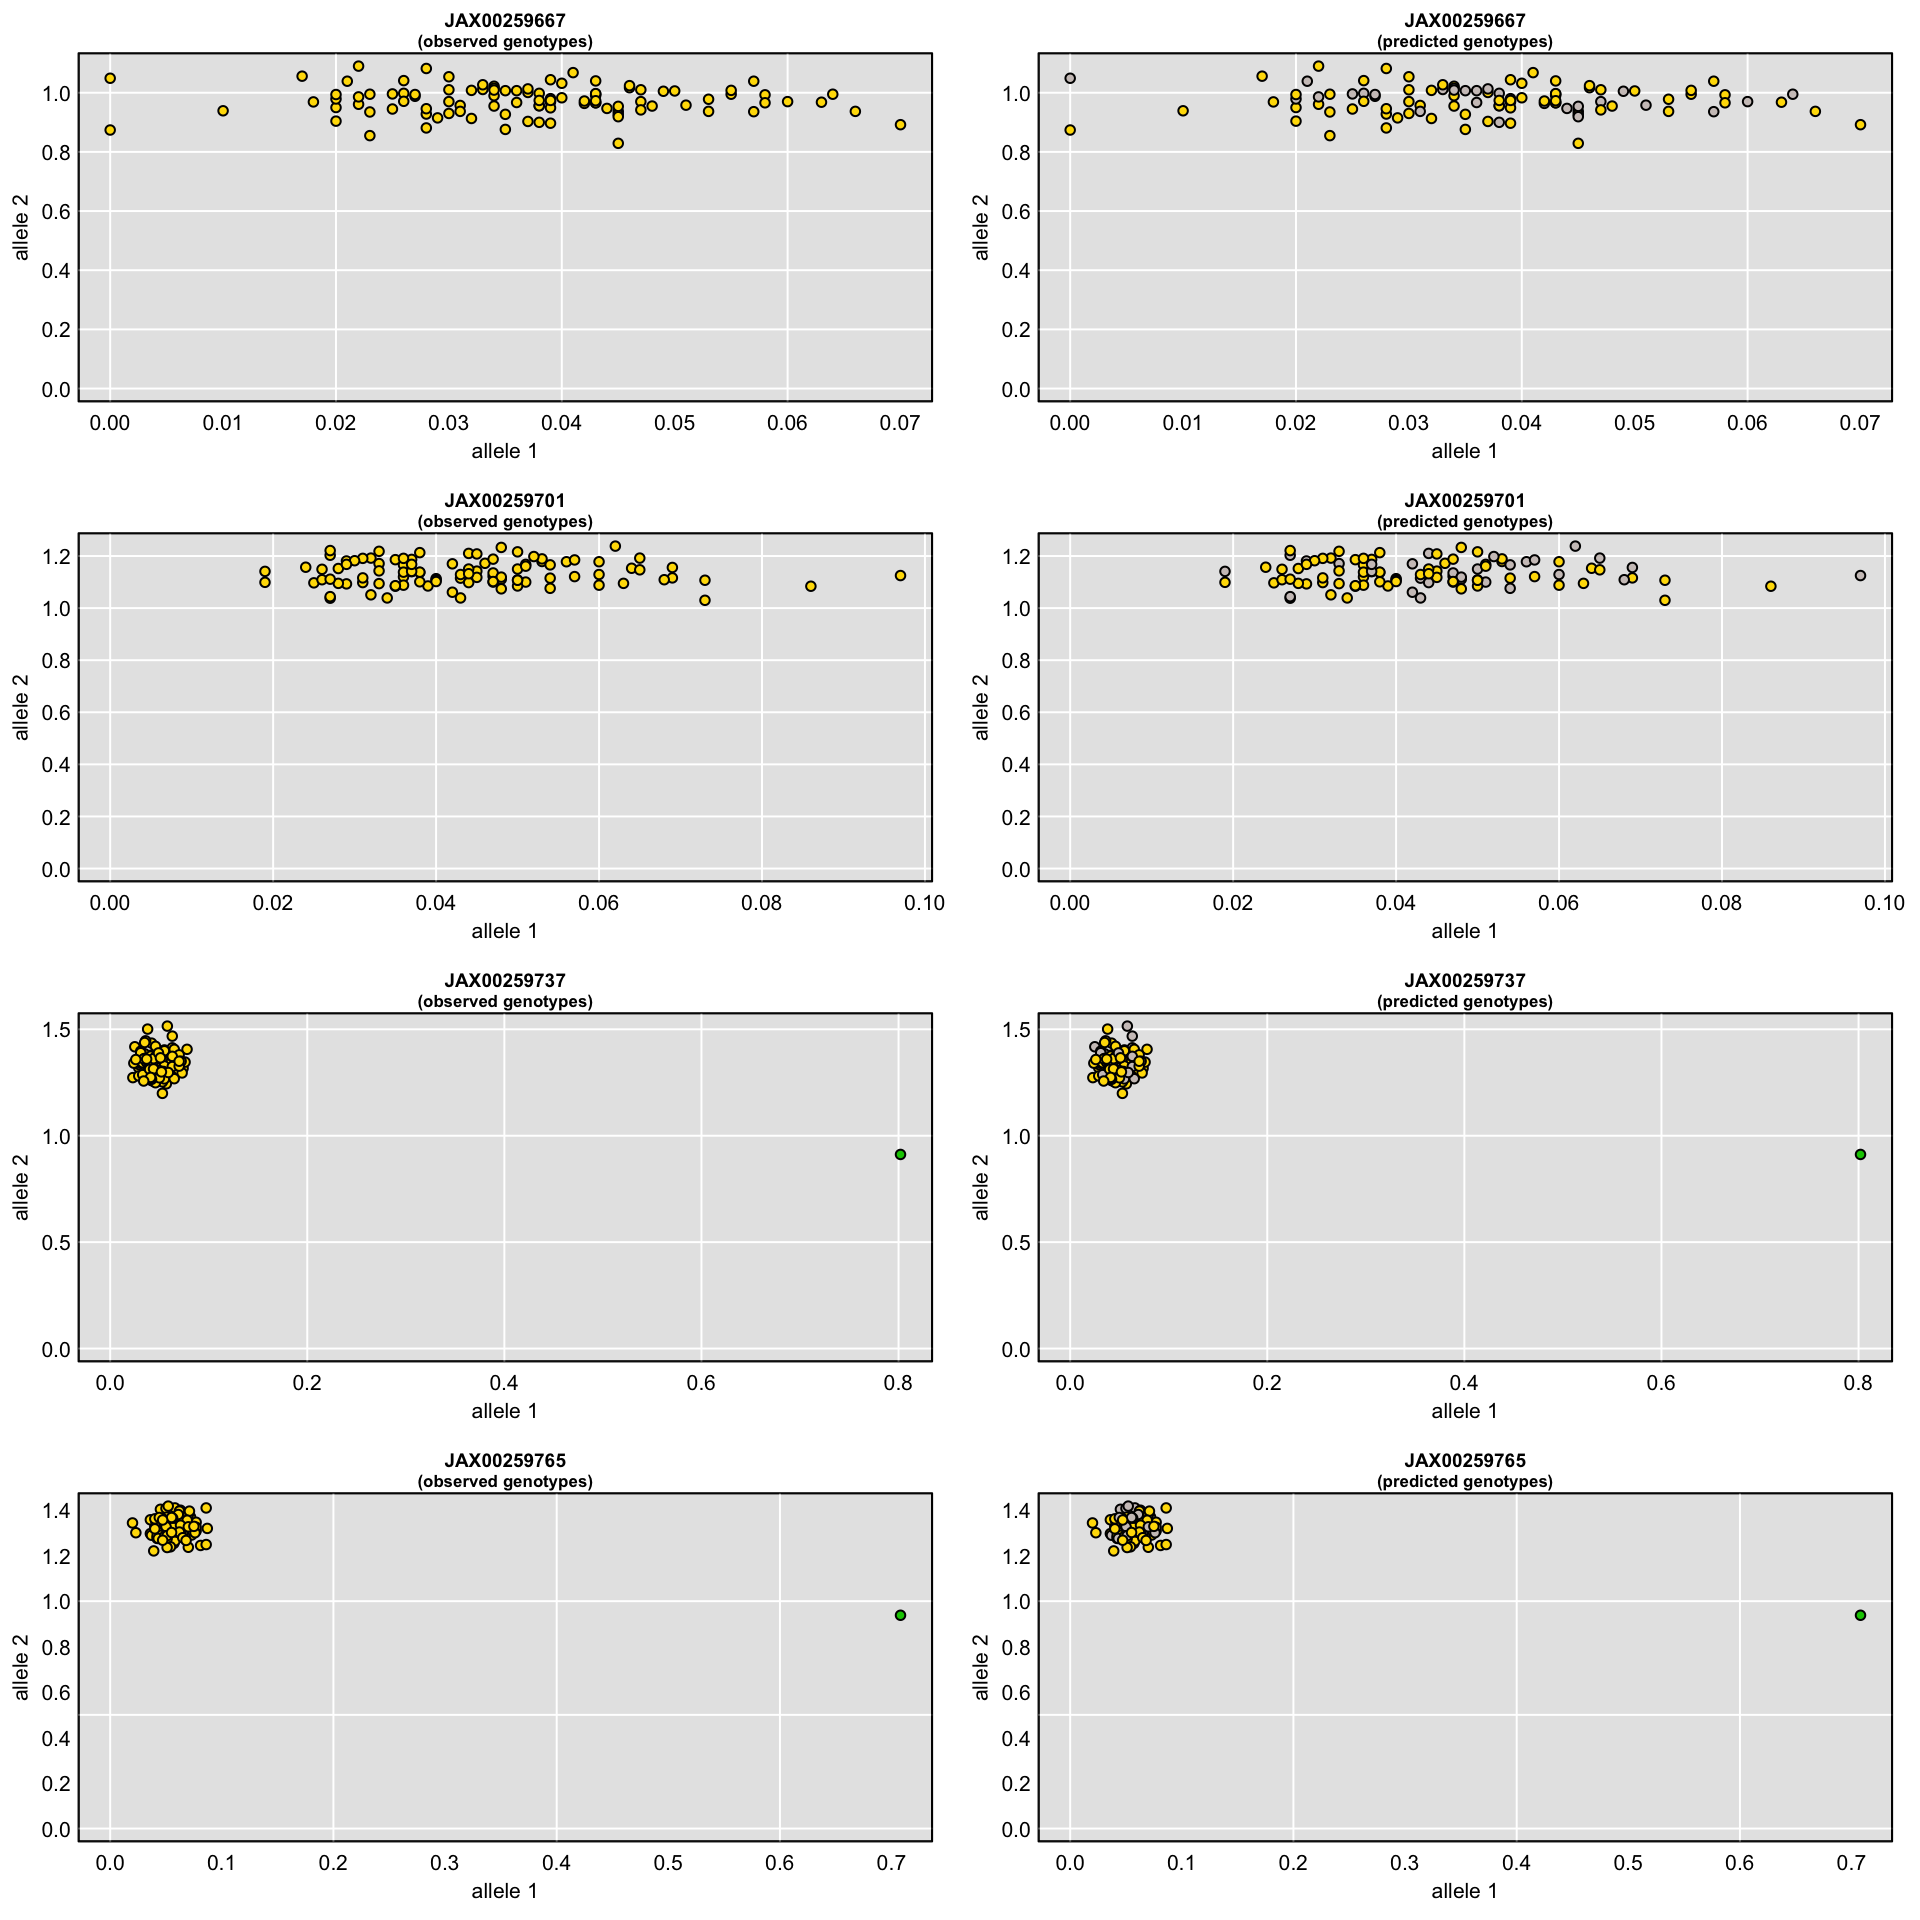 JAX00259667
(observed genotypes)
allele 2
1.0
0.8
0.6
0.4
0.2
0.0
0.00 0.01 0.02 0.03 0.04 0.05 0.06 0.07
allele 1
JAX00259667
(predicted genotypes)
allele 2
1.0
0.8
0.6
0.4
0.2
0.0
0.00 0.01 0.02 0.03 0.04 0.05 0.06 0.07
allele 1
JAX00259701
(observed genotypes)
allele 2
1.2
1.0
0.8
0.6
0.4
0.2
0.0
0.00 0.02 0.04 0.06 0.08 0.10
allele 1
JAX00259701
(predicted genotypes)
allele 2
1.2
1.0
0.8
0.6
0.4
0.2
0.0
0.00 0.02 0.04 0.06 0.08 0.10
allele 1
JAX00259737
(observed genotypes)
allele 2
1.5
1.0
0.5
0.0
0.0 0.2 0.4 0.6 0.8
allele 1
JAX00259737
(predicted genotypes)
allele 2
1.5
1.0
0.5
0.0
0.0 0.2 0.4 0.6 0.8
allele 1
JAX00259765
(observed genotypes)
allele 2
1.4
1.2
1.0
0.8
0.6
0.4
0.2
0.0
0.0 0.1 0.2 0.3 0.4 0.5 0.6 0.7
allele 1
JAX00259765
(predicted genotypes)
allele 2
1.4
1.2
1.0
0.8
0.6
0.4
0.2
0.0
0.0 0.1 0.2 0.3 0.4 0.5 0.6 0.7
allele 1